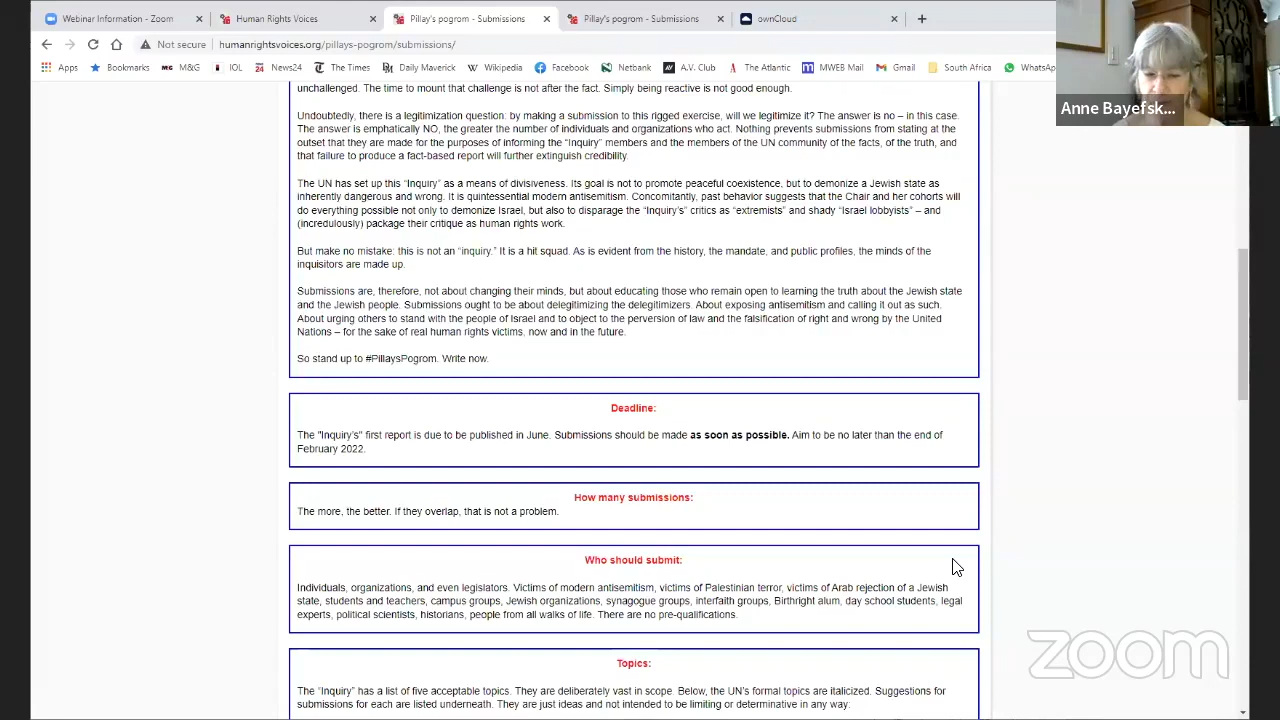 Webinar Information - Zoom
Human Rights Voices
Pillay's pogrom - Submissions
Pillay's pogrom - Submissions
ownCloud
Not secure
humanrightsvoices.org/pillays-pogrom/submissions/
Apps
Bookmarks
M&G
IOL
24
News24
The Times
Daily Maverick
Wikipedia
Facebook
Netbank
A.V. Club
The Atlantic
MWEB Mail
Gmail
South Africa
WhatsApp
Anne Bayefsk...
unchallenged. The time to mount that challenge is not after the fact. Simply being reactive is not good enough.
Undoubtedly, there is a legitimization question: by making a submission to this rigged exercise, will we legitimize it? The answer is no – in this case.
The answer is emphatically NO, the greater the number of individuals and organizations who act. Nothing prevents submissions from stating at the
outset that they are made for the purposes of informing the “Inquiry” members and the members of the UN community of the facts, of the truth, and
that failure to produce a fact-based report will further extinguish credibility.
The UN has set up this “Inquiry” as a means of divisiveness. Its goal is not to promote peaceful coexistence, but to demonize a Jewish state as
inherently dangerous and wrong. It is quintessential modern antisemitism. Concomitantly, past behavior suggests that the Chair and her cohorts will
do everything possible not only to demonize Israel, but also to disparage the “Inquiry's” critics as “extremists” and shady “Israel lobbyists” – and
(incredulously) package their critique as human rights work.
But make no mistake: this is not an “inquiry.” It is a hit squad. As is evident from the history, the mandate, and public profiles, the minds of the
inquisitors are made up.
Submissions are, therefore, not about changing their minds, but about educating those who remain open to learning the truth about the Jewish state
and the Jewish people. Submissions ought to be about delegitimizing the delegitimizers. About exposing antisemitism and calling it out as such.
About urging others to stand with the people of Israel and to object to the perversion of law and the falsification of right and wrong by the United
Nations – for the sake of real human rights victims, now and in the future.
So stand up to #PillaysPogrom. Write now.
Deadline:
The "Inquiry's" first report is due to be published in June. Submissions should be made as soon as possible. Aim to be no later than the end of
February 2022.
How many submissions:
The more, the better. If they overlap, that is not a problem.
Who should submit:
Individuals, organizations, and even legislators. Victims of modern antisemitism, victims of Palestinian terror, victims of Arab rejection of a Jewish
state, students and teachers, campus groups, Jewish organizations, synagogue groups, interfaith groups, Birthright alum, day school students, legal
experts, political scientists, historians, people from all walks of life. There are no pre-qualifications.
Topics:
The “Inquiry” has a list of five acceptable topics. They are deliberately vast in scope. Below, the UN's formal topics are italicized. Suggestions for
submissions for each are listed underneath. They are just ideas and not intended to be limiting or determinative in any way.
zoom